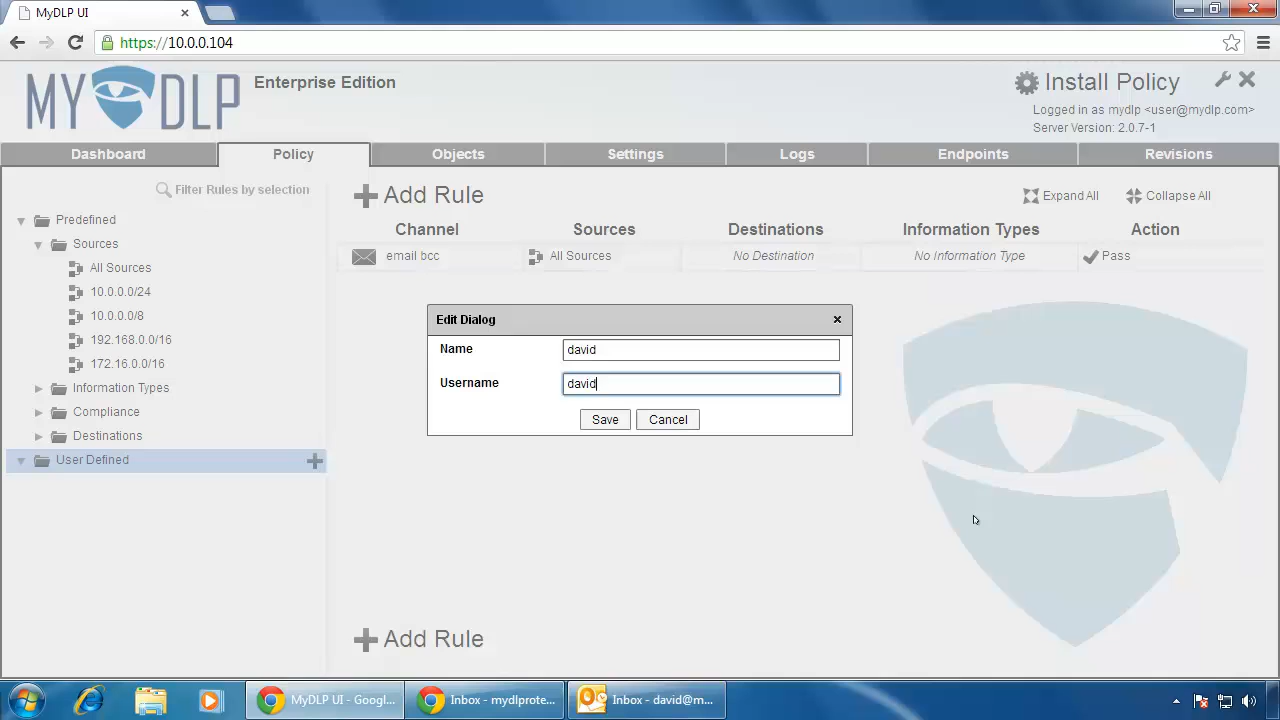 MyDLP UI
https://10.0.0.104
MY DLP
Enterprise Edition
Install Policy
Logged in as mydlp <user@mydlp.com>
Server Version: 2.0.7-1
Dashboard
Policy
Objects
Settings
Logs
Endpoints
Revisions
Filter Rules by selection
Predefined
Sources
All Sources
10.0.0.0/24
10.0.0.0/8
192.168.0.0/16
172.16.0.0/16
Information Types
Compliance
Destinations
User Defined
Add Rule
Expand All
Collapse All
Channel
Sources
Destinations
Information Types
Action
email bcc
All Sources
No Destination
No Information Type
Pass
Edit Dialog
Name
david
Username
david
Save
Cancel
Add Rule
MyDLP UI - Googl...
Inbox - mydlprote...
Inbox - david@m...